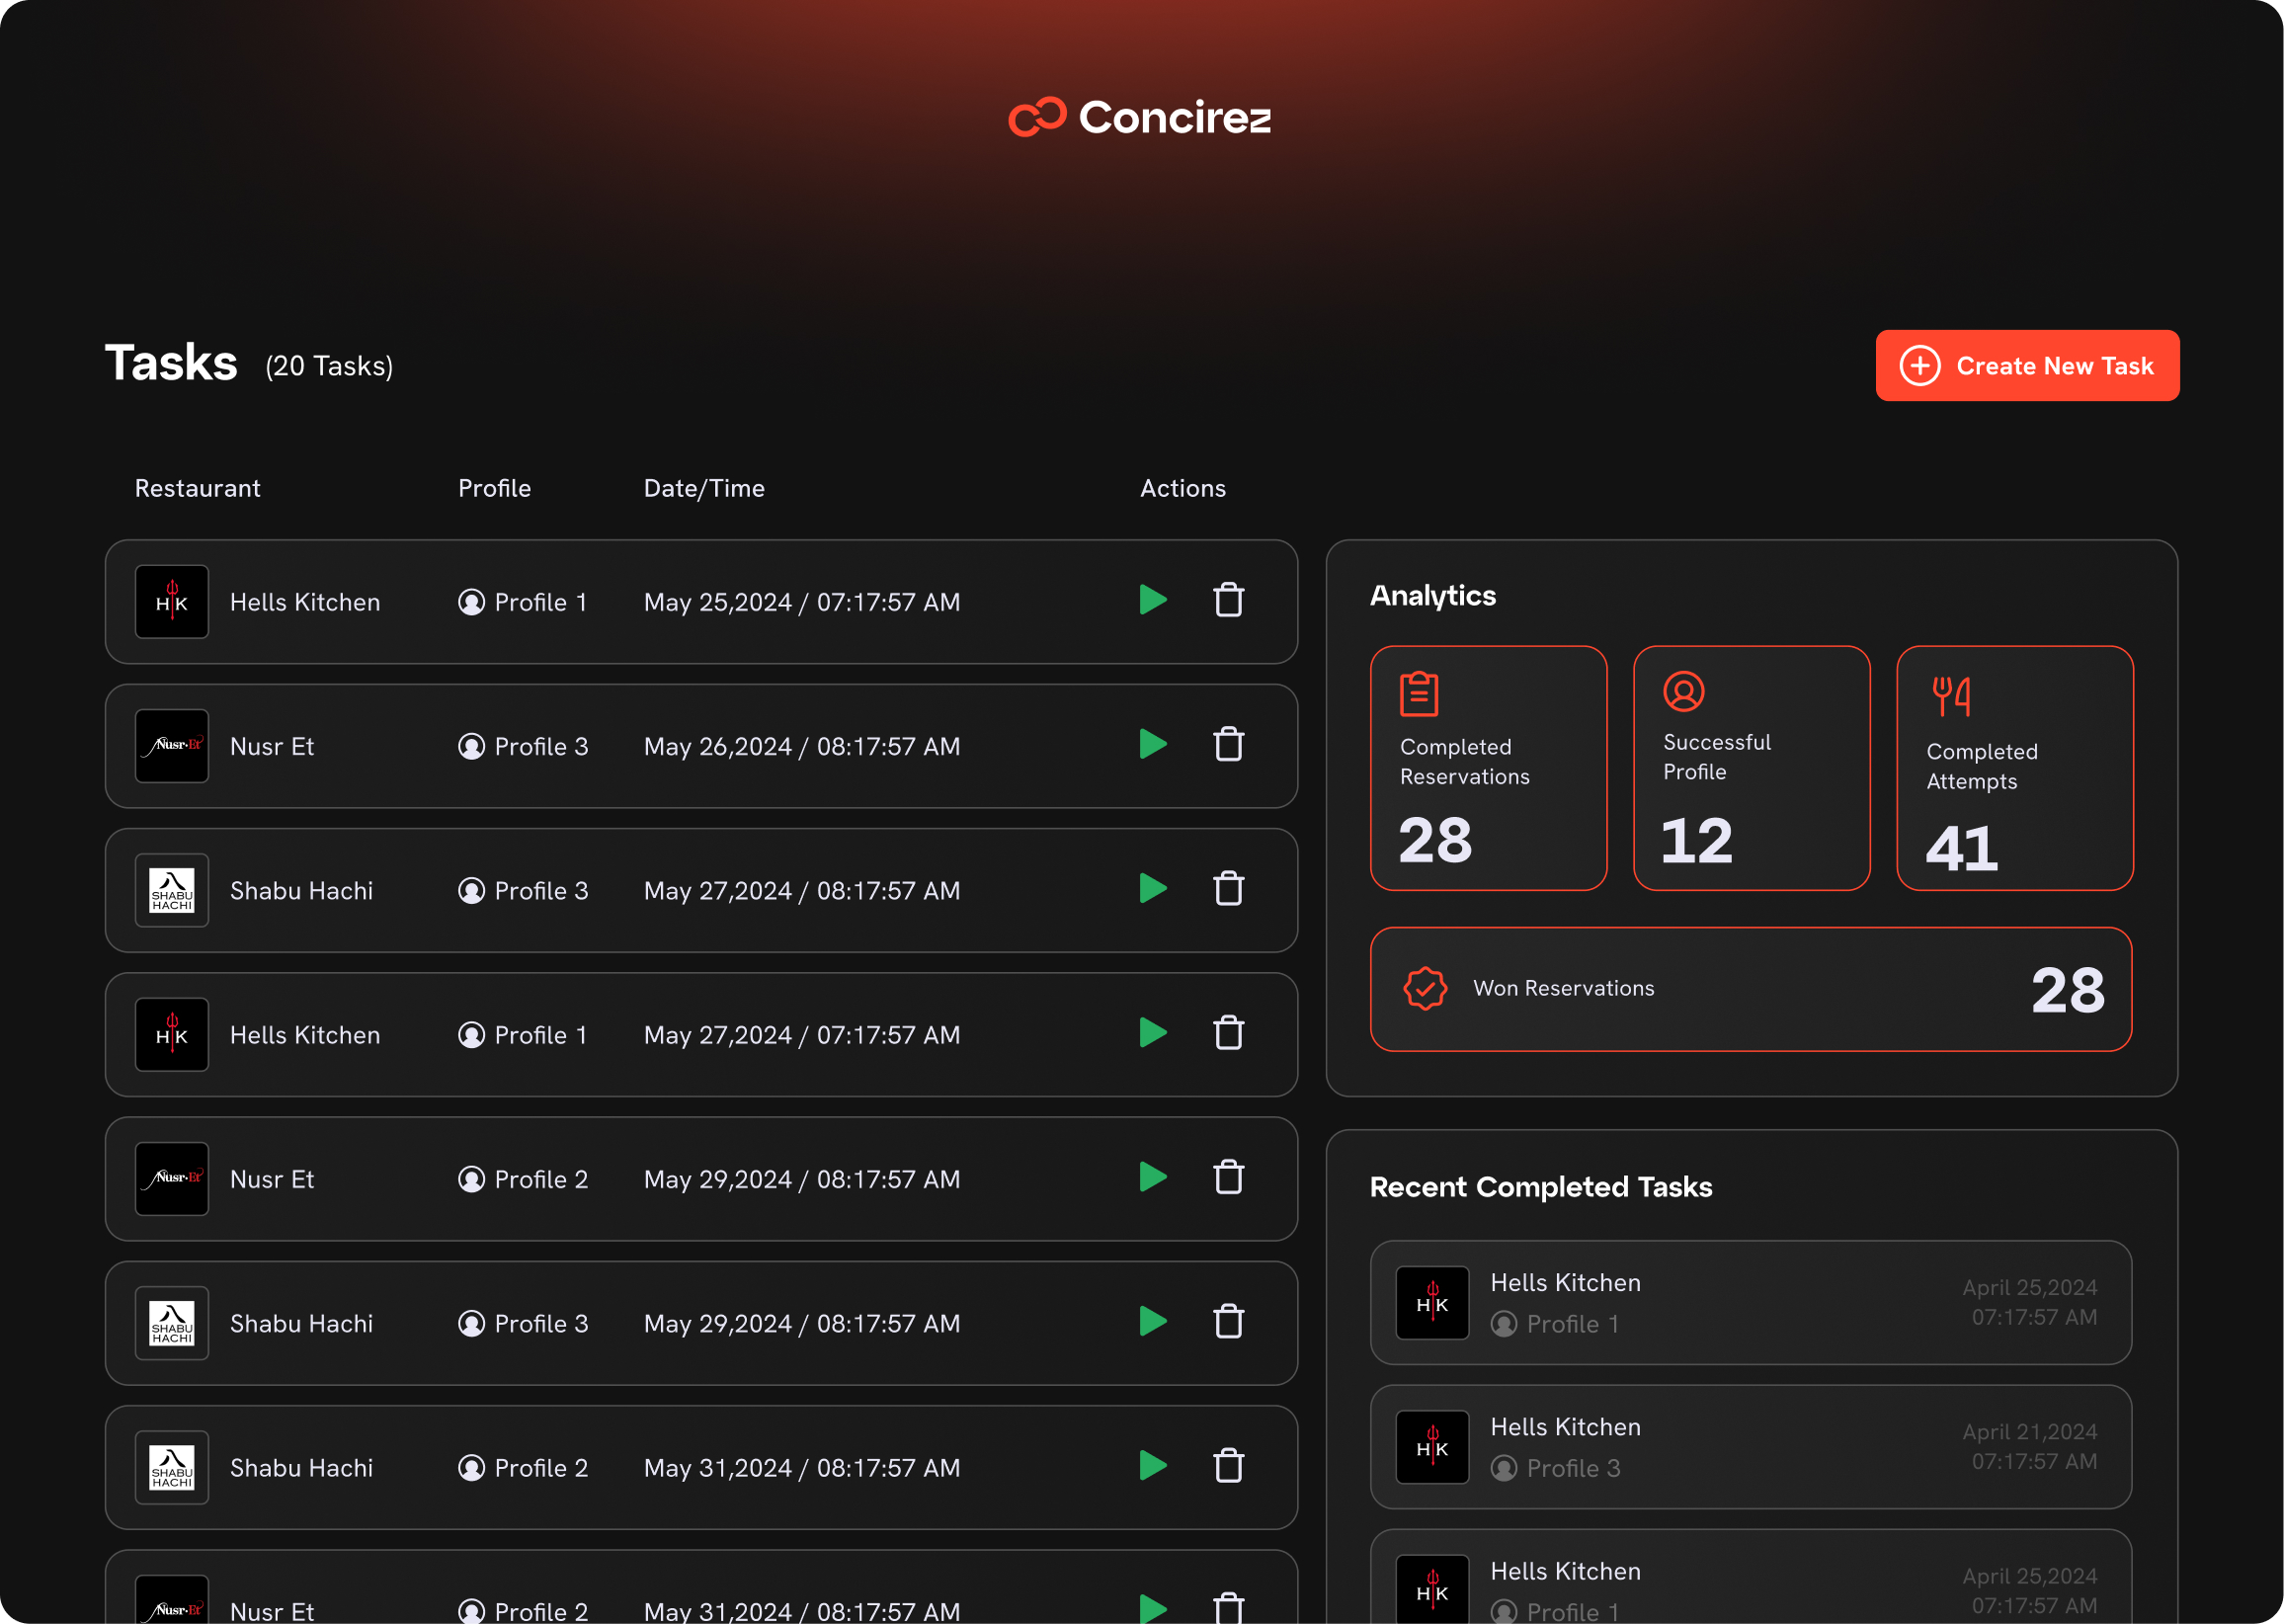 Concirez
Tasks (20 Tasks)
Create New Task
Restaurant Profile Date/Time Actions
HK Hells Kitchen Profile 1 May 25,2024 / 07:17:57 AM
Nusr-Et Nusr Et Profile 3 May 26,2024 / 08:17:57 AM
SHABU
HACHI
Shabu Hachi Profile 3 May 27,2024 / 08:17:57 AM
HK Hells Kitchen Profile 1 May 27,2024 / 07:17:57 AM
Nusr-Et Nusr Et Profile 2 May 29,2024 / 08:17:57 AM
SHABU
HACHI
Shabu Hachi Profile 3 May 29,2024 / 08:17:57 AM
SHABU
HACHI
Shabu Hachi Profile 2 May 31,2024 / 08:17:57 AM
Nusr-Et Nusr Et Profile 2 May 31,2024 / 08:17:57 AM
Analytics
Completed
Reservations
28
Successful
Profile
12
Completed
Attempts
41
Won Reservations 28
Recent Completed Tasks
HK
Hells Kitchen
Profile 1
April 25,2024
07:17:57 AM
HK
Hells Kitchen
Profile 3
April 21,2024
07:17:57 AM
HK
Hells Kitchen
Profile 1
April 25,2024
07:17:57 AM